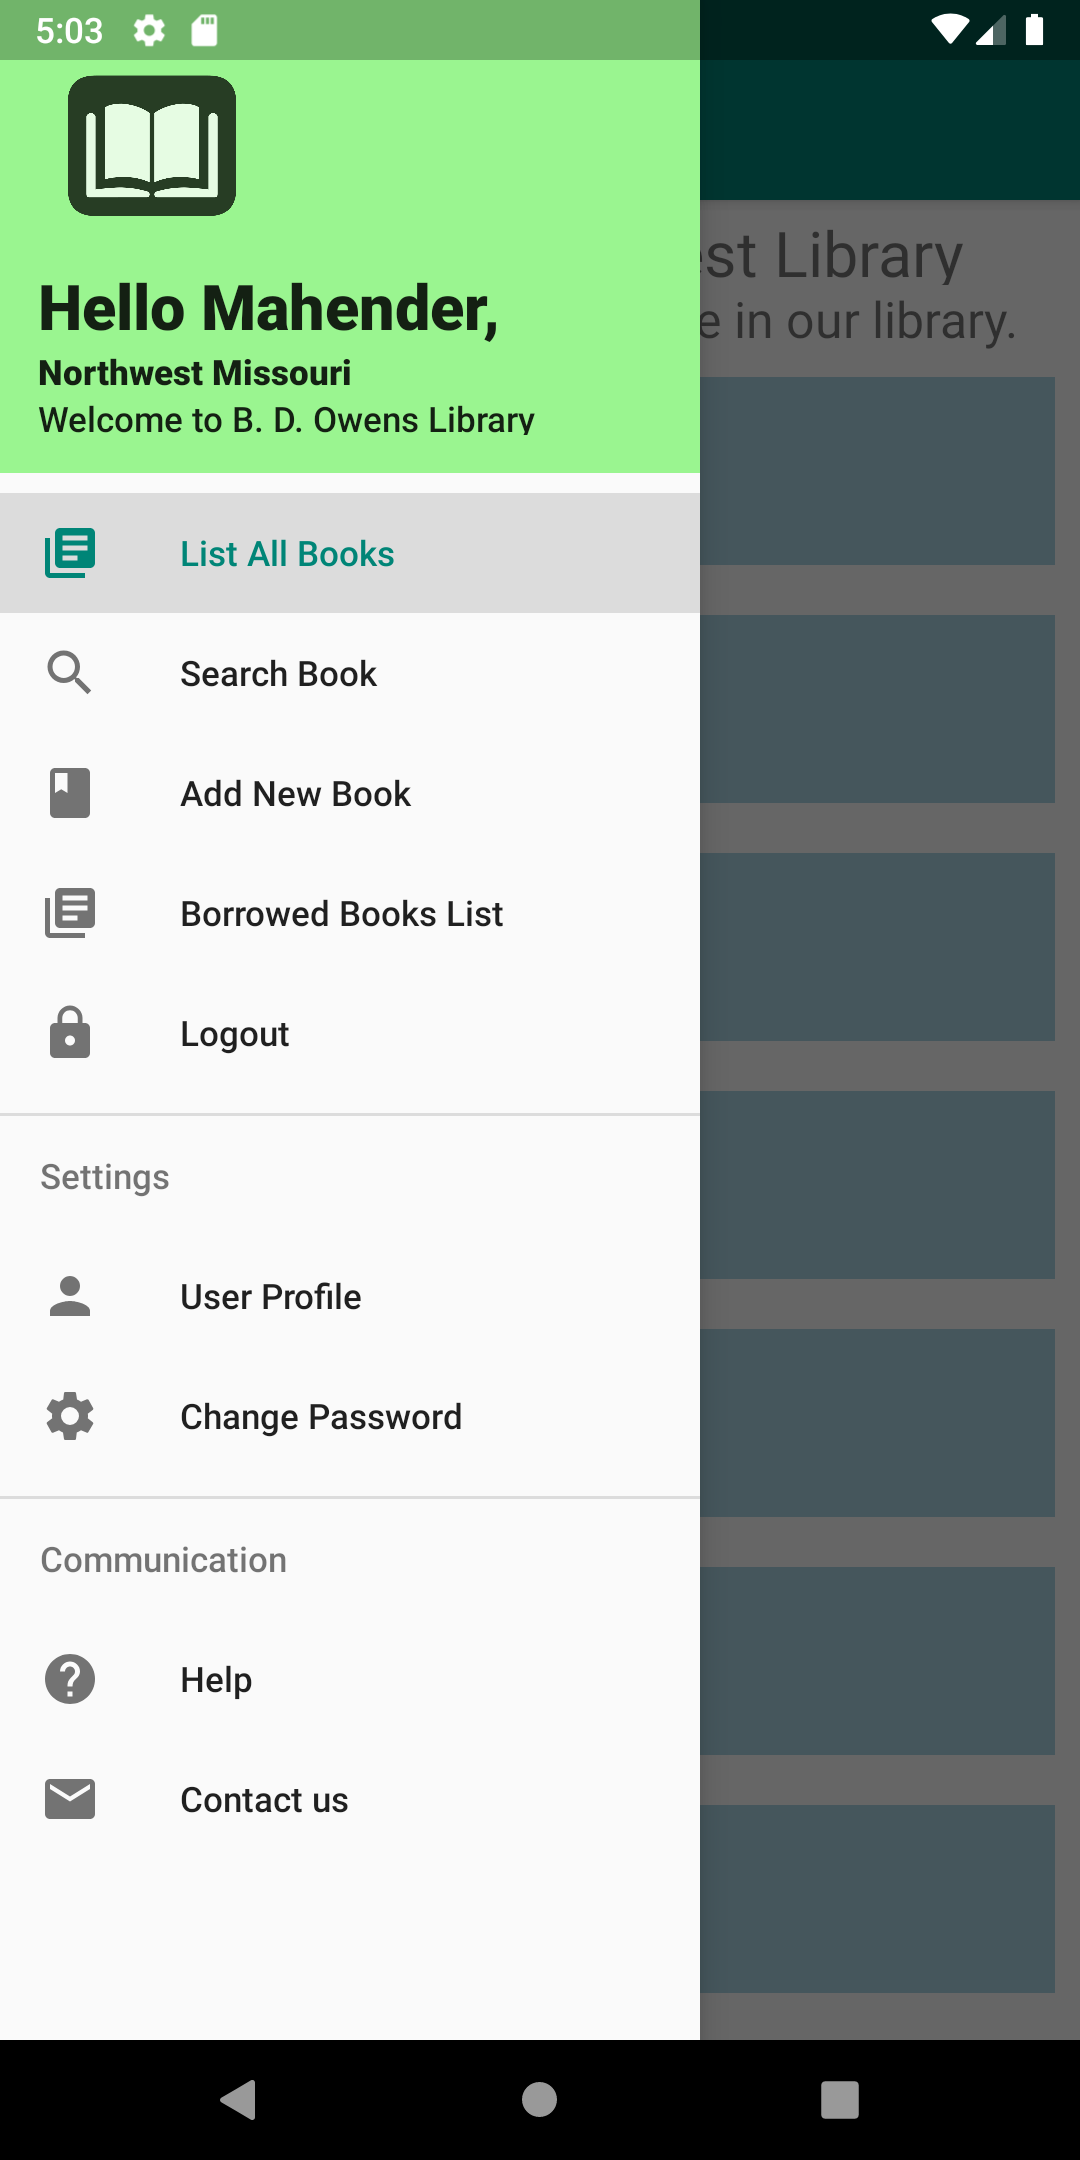 5:03
st Library
e in our library.
Hello Mahender,
Northwest Missouri
Welcome to B. D. Owens Library
List All Books
Search Book
Add New Book
Borrowed Books List
Logout
Settings
User Profile
Change Password
Communication
Help
Contact us